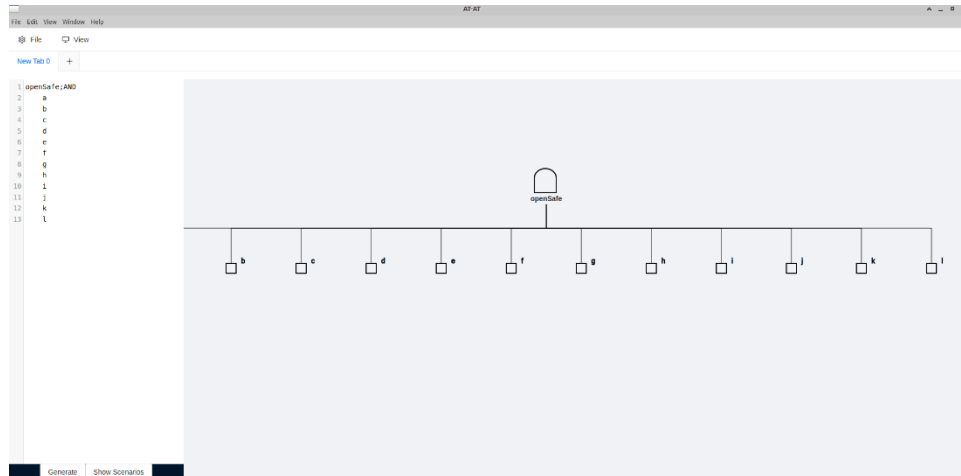 AT-AT
File Edit View Window Help
File View
New Tab 0 +
1 openSafe;AND
2 a
3 b
4 c
5 d
6 e
7 f
8 g
9 h
10 i
11 j
12 k
13 l
openSafe
b c d e f g h i j k l
Generate Show Scenarios